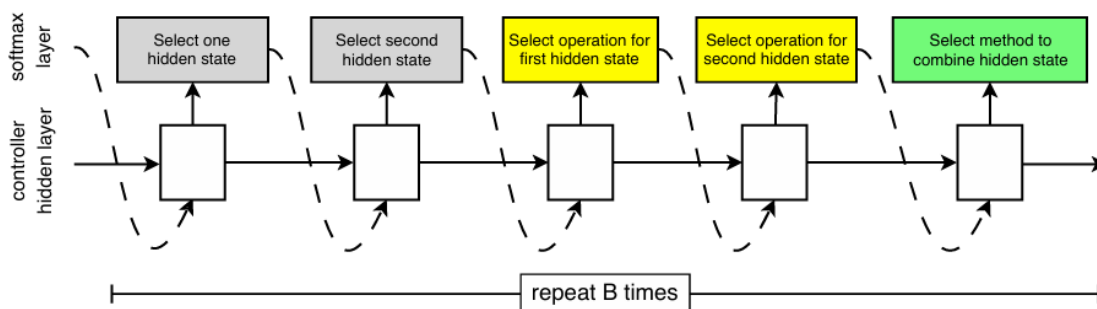 softmax
layer
Select one
hidden state
Select second
hidden state
Select operation for
first hidden state
Select operation for
second hidden state
Select method to
combine hidden state
controller
hidden layer
repeat B times